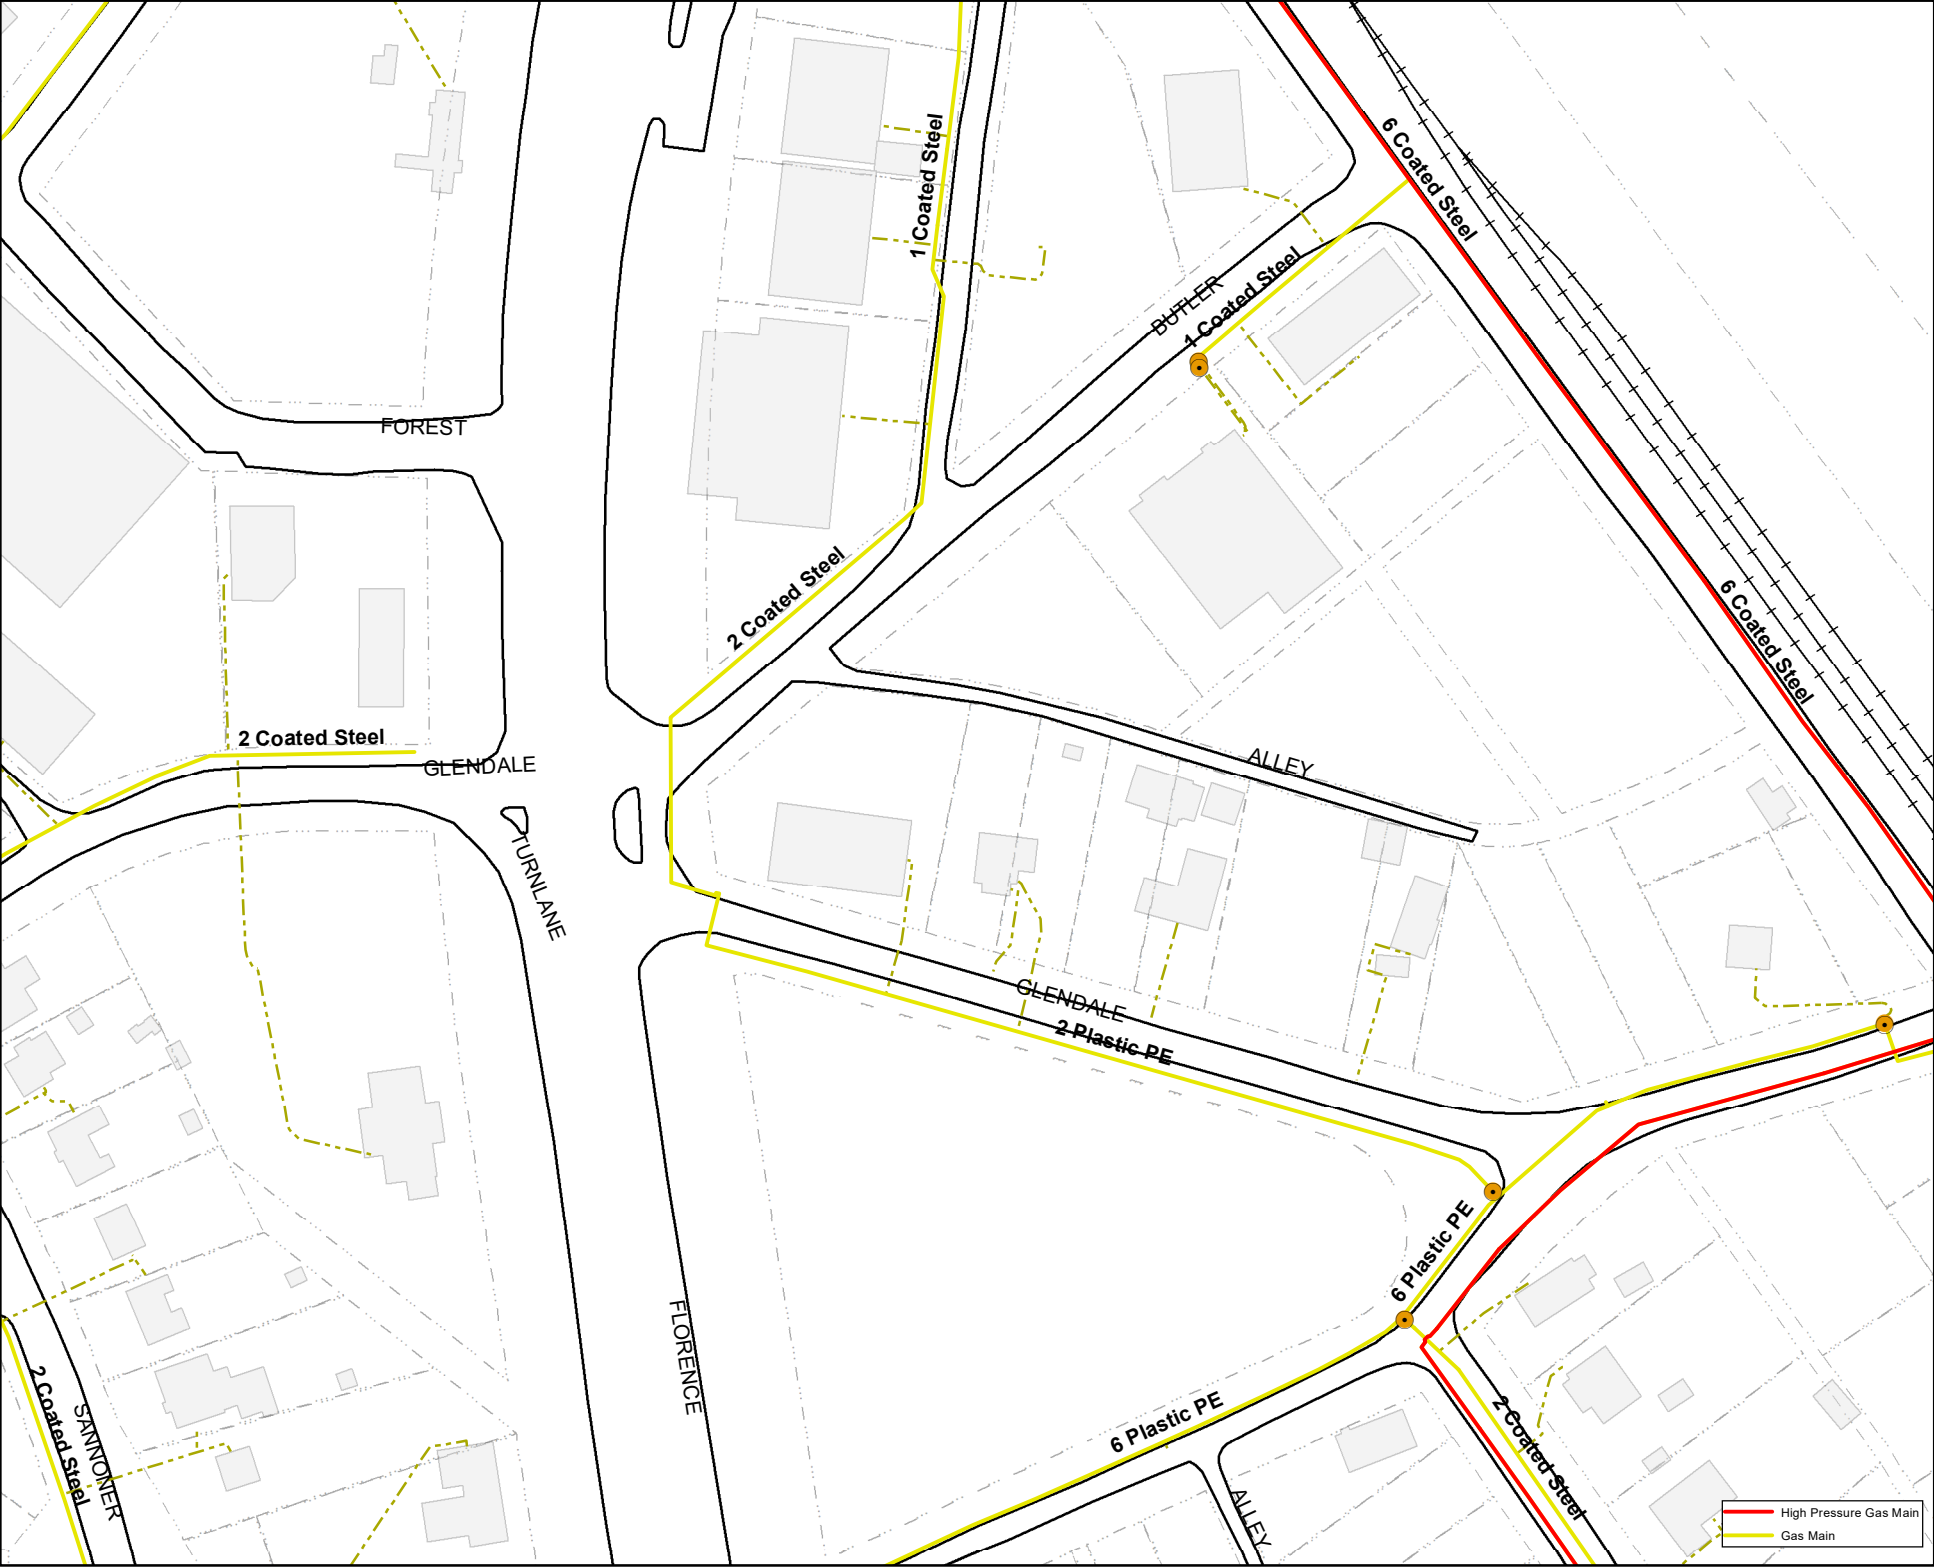 1 Coated Steel
6 Coated Steel
BUTLER
1 Coated Steel
FOREST
2 Coated Steel
6 Coated Steel
2 Coated Steel
GLENDALE
ALLEY
TURNLANE
GLENDALE
2 Plastic PE
6 Plastic PE
FLORENCE
2 Coated Steel
SANNONER
6 Plastic PE
2 Coated Steel
ALLEY
High Pressure Gas Main
Gas Main